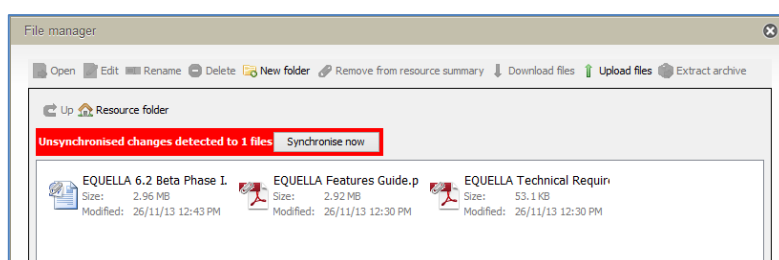 File manager
Open Edit Rename Delete New folder Remove from resource summary Download files Upload files Extract archive
Up Resource folder
Unsynchronised changes detected to 1 files Synchronise now
EQUELLA 6.2 Beta Phase I. EQUELLA Features Guide.p EQUELLA Technical Requir
Size: 2.96 MB Size: 2.92 MB Size: 53.1 KB
Modified: 26/11/13 12:43 PM Modified: 26/11/13 12:30 PM Modified: 26/11/13 12:30 PM